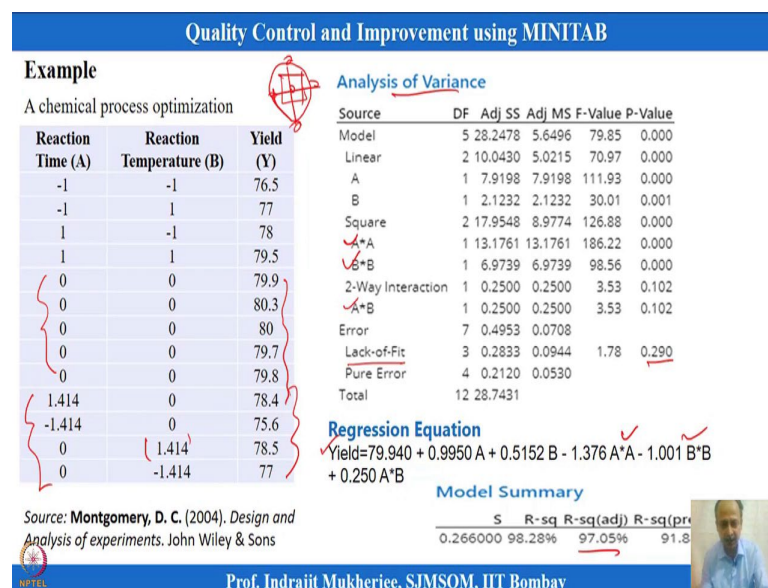 Quality Control and Improvement using MINITAB
Example
A chemical process optimization
Reaction Time (A) Reaction Temperature (B) Yield (Y)
-1 -1 76.5
-1 1 77
1 -1 78
1 1 79.5
0 0 79.9
0 0 80.3
0 0 80
0 0 79.7
0 0 79.8
1.414 0 78.4
-1.414 0 75.6
0 1.414 78.5
0 -1.414 77
Source: Montgomery, D. C. (2004). Design and
Analysis of experiments. John Wiley & Sons
Analysis of Variance
Source DF Adj SS Adj MS F-Value P-Value
Model 5 28.2478 5.6496 79.85 0.000
Linear 2 10.0430 5.0215 70.97 0.000
A 1 7.9198 7.9198 111.93 0.000
B 1 2.1232 2.1232 30.01 0.001
Square 2 17.9548 8.9774 126.88 0.000
A*A 1 13.1761 13.1761 186.22 0.000
B*B 1 6.9739 6.9739 98.56 0.000
2-Way Interaction 1 0.2500 0.2500 3.53 0.102
A*B 1 0.2500 0.2500 3.53 0.102
Error 7 0.4953 0.0708
Lack-of-Fit 3 0.2833 0.0944 1.78 0.290
Pure Error 4 0.2120 0.0530
Total 12 28.7431
Regression Equation
Yield=79.940 + 0.9950 A + 0.5152 B - 1.376 A*A - 1.001 B*B
+ 0.250 A*B
Model Summary
S R-sq R-sq(adj) R-sq(pre
0.266000 98.28% 97.05% 91.8
NPTEL
Prof. Indrajit Mukherjee, SJMSOM, IIT Bombay